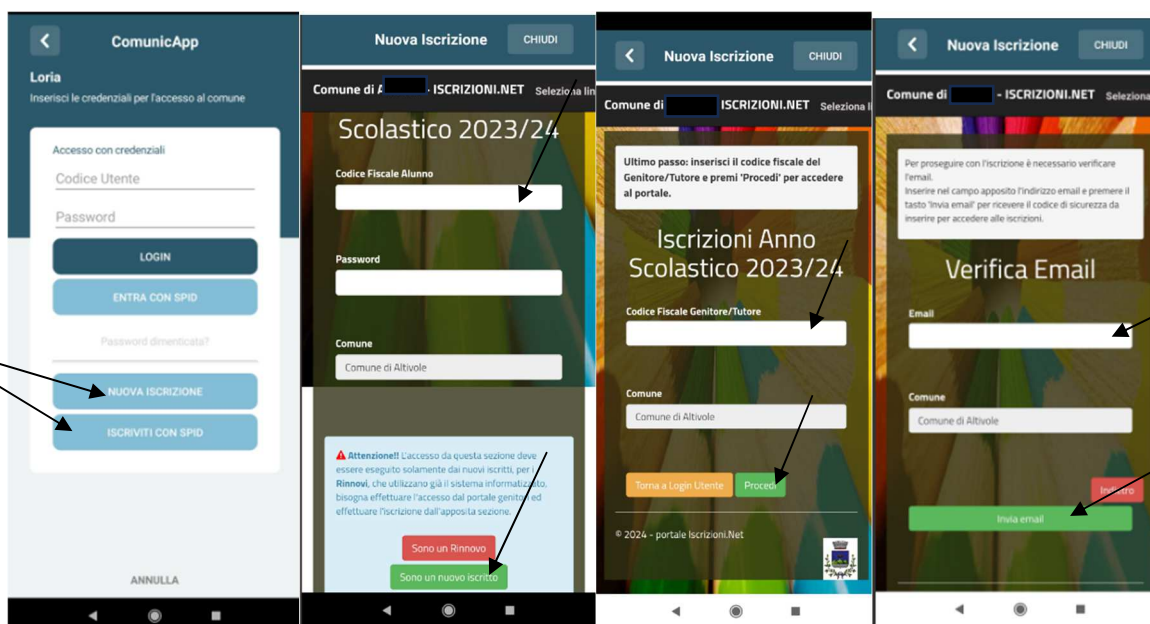 ComunicApp
Loria
Inserisci le credenziali per l'accesso al comune
Accesso con credenziali
Codice Utente
Password
LOGIN
ENTRA CON SPID
Password dimenticata?
NUOVA ISCRIZIONE
ISCRIVITI CON SPID
ANNULLA
Nuova Iscrizione
CHIUDI
Comune di A - ISCRIZIONI.NET Seleziona lin
Scolastico 2023/24
Codice Fiscale Alunno
Password
Comune
Comune di Altivole
Attenzione!! L'accesso da questa sezione deve
essere eseguito solamente dai nuovi iscritti, per i
Rinnovi, che utilizzano già il sistema informatizzato,
bisogna effettuare l'accesso dal portale genitori ed
effettuare l'iscrizione dall'apposita sezione.
Sono un Rinnovo
Sono un nuovo iscritto
Nuova Iscrizione
CHIUDI
Comune di ISCRIZIONI.NET Seleziona l
Ultimo passo: inserisci il codice fiscale del
Genitore/Tutore e premi 'Procedi' per accedere
al portale.
Iscrizioni Anno
Scolastico 2023/24
Codice Fiscale Genitore/Tutore
Comune
Comune di Altivole
Torna a Login Utente
Procedi
© 2024 - portale Iscrizioni.Net
Nuova Iscrizione
CHIUDI
Comune di - ISCRIZIONI.NET Seleziona
Per proseguire con l'iscrizione è necessario verificare
l'email.
Inserire nel campo apposito l'indirizzo email e premere il
tasto 'Invia email' per ricevere il codice di sicurezza da
inserire per accedere alle iscrizioni.
Verifica Email
Email
Comune
Comune di Altivole
Indietro
Invia email